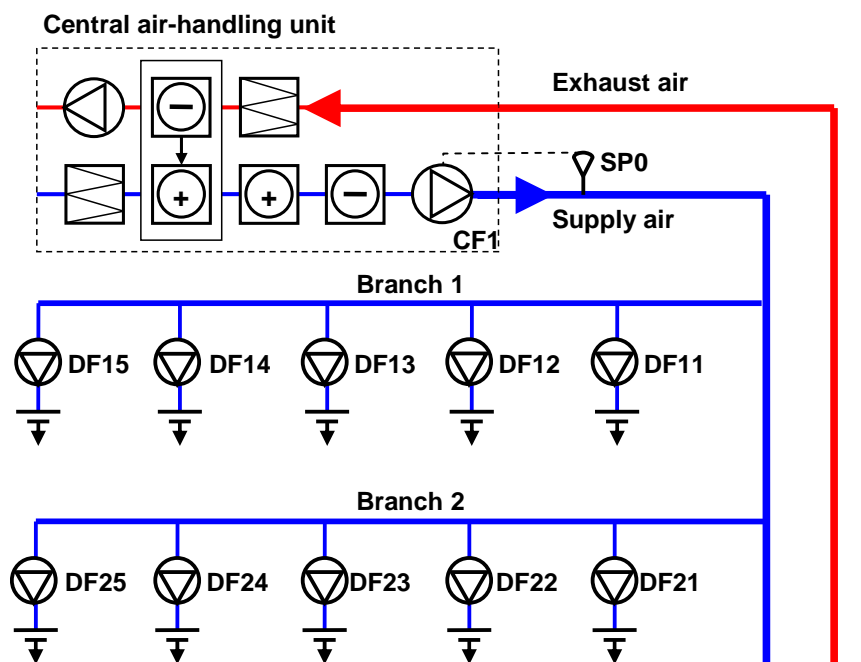 Central air-handling unit
Exhaust air
SP0
Supply air
CF1
Branch 1
DF15 DF14 DF13 DF12 DF11
Branch 2
DF25 DF24 DF23 DF22 DF21